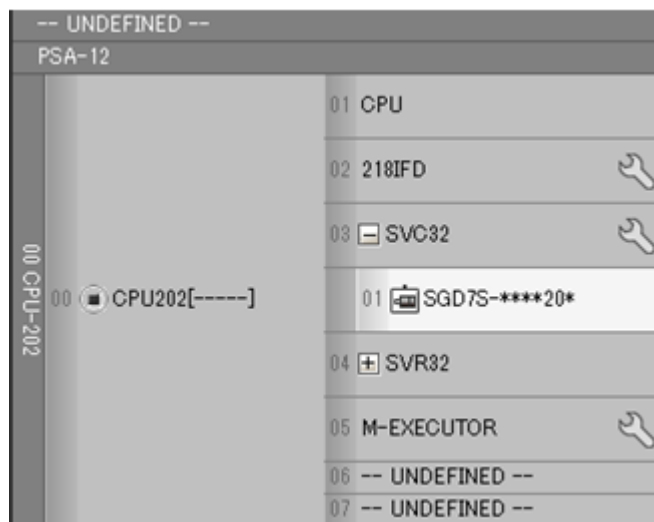 -- UNDEFINED --
PSA-12
00 CPU-202
00 CPU202[-----]
01 CPU
02 218IFD
03 SVC32
01 SGD7S-****20*
04 SVR32
05 M-EXECUTOR
06 -- UNDEFINED --
07 -- UNDEFINED --